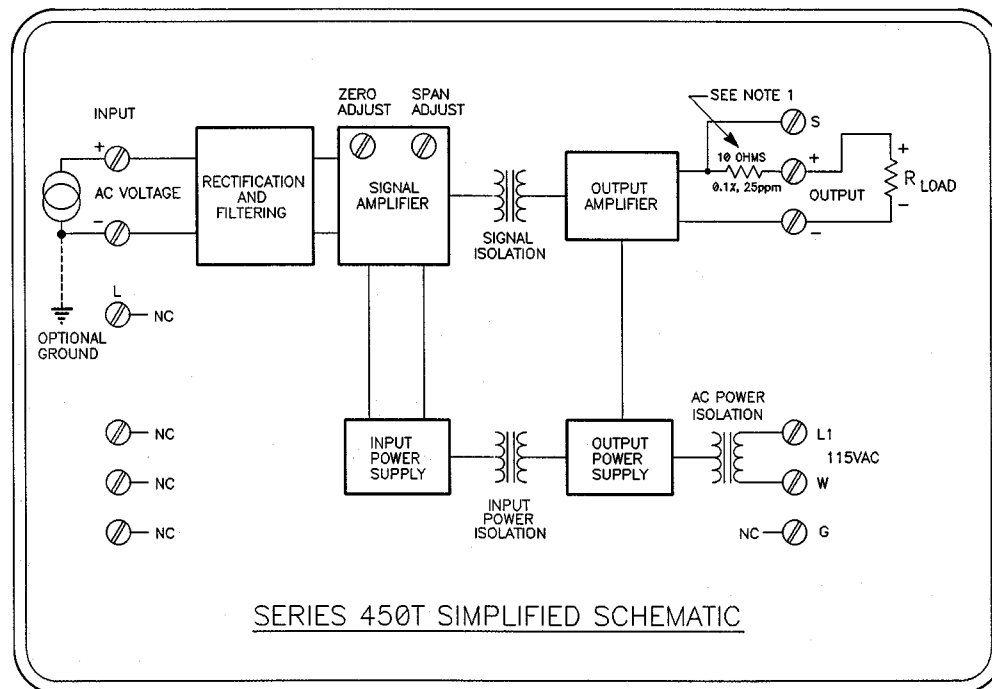 ZERO
ADJUST
SPAN
ADJUST
SEE NOTE 1
INPUT
S
+
AC VOLTAGE
-
RECTIFICATION
AND
FILTERING
SIGNAL
AMPLIFIER
SIGNAL
ISOLATION
OUTPUT
AMPLIFIER
10 OHMS
0.1%, 25ppm
+
OUTPUT
-
+
R LOAD
-
L
NC
OPTIONAL
GROUND
AC POWER
ISOLATION
NC
INPUT
POWER
SUPPLY
OUTPUT
POWER
SUPPLY
L1
115VAC
NC
W
INPUT
POWER
ISOLATION
NC
NC
G
SERIES 450T SIMPLIFIED SCHEMATIC